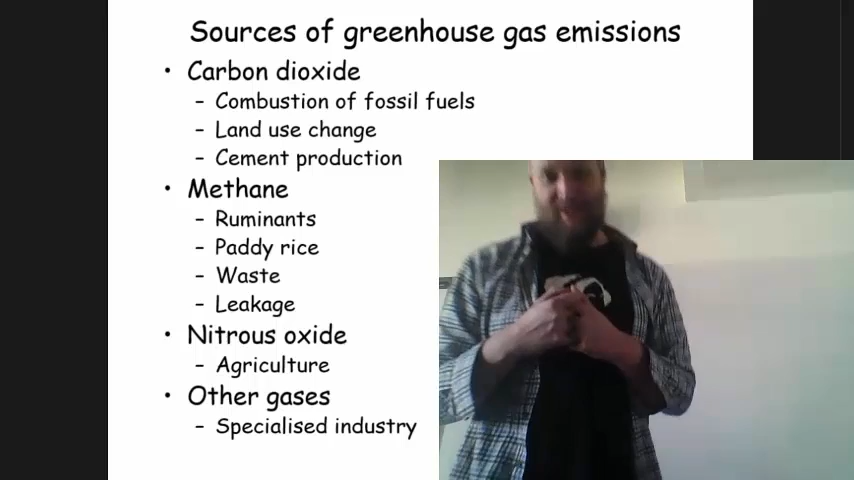 Sources of greenhouse gas emissions
• Carbon dioxide
– Combustion of fossil fuels
– Land use change
– Cement production
• Methane
– Ruminants
– Paddy rice
– Waste
– Leakage
• Nitrous oxide
– Agriculture
• Other gases
– Specialised industry